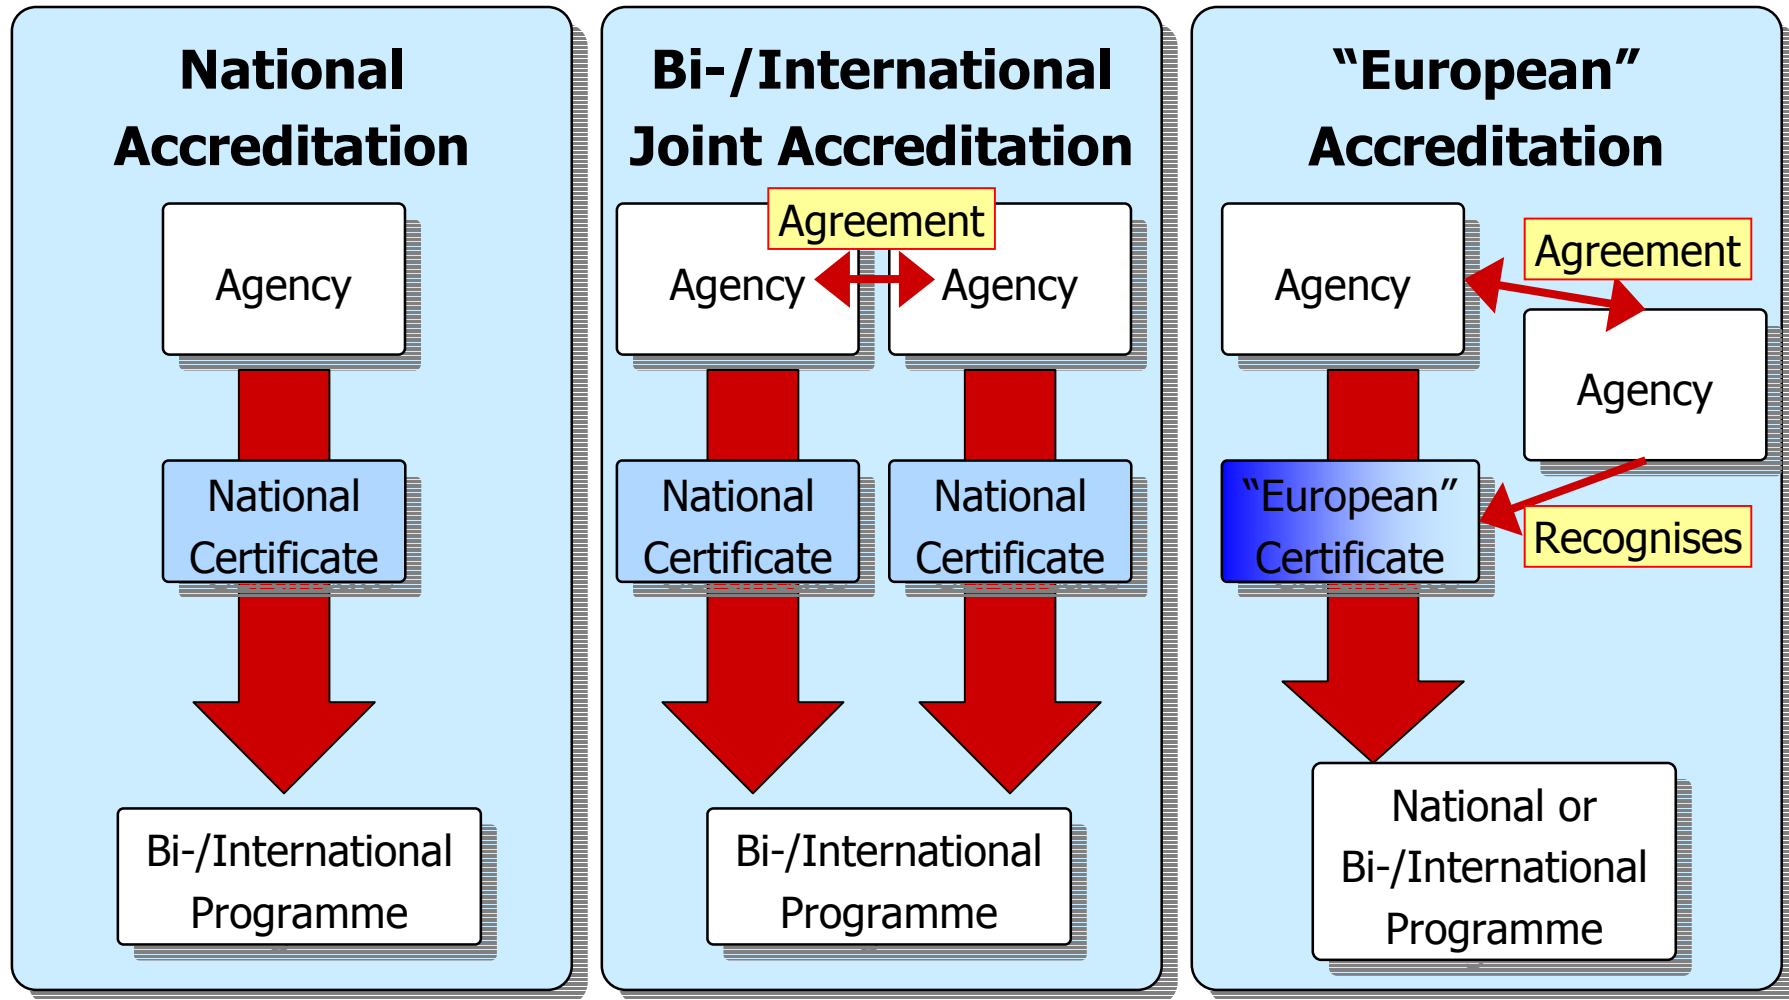 National
Accreditation
Agency
National
Certificate
Bi-/International
Programme
Bi-/International
Joint Accreditation
Agreement
Agency
Agency
National
Certificate
National
Certificate
Bi-/International
Programme
“European”
Accreditation
Agency
Agreement
Agency
“European”
Certificate
Recognises
National or
Bi-/International
Programme